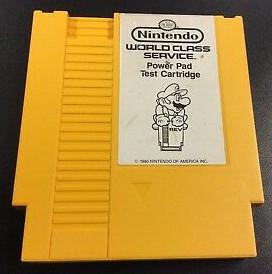 Nintendo
WORLD CLASS
SERVICE
Power Pad
Test Cartridge
REV
© 1990 NINTENDO OF AMERICA INC.